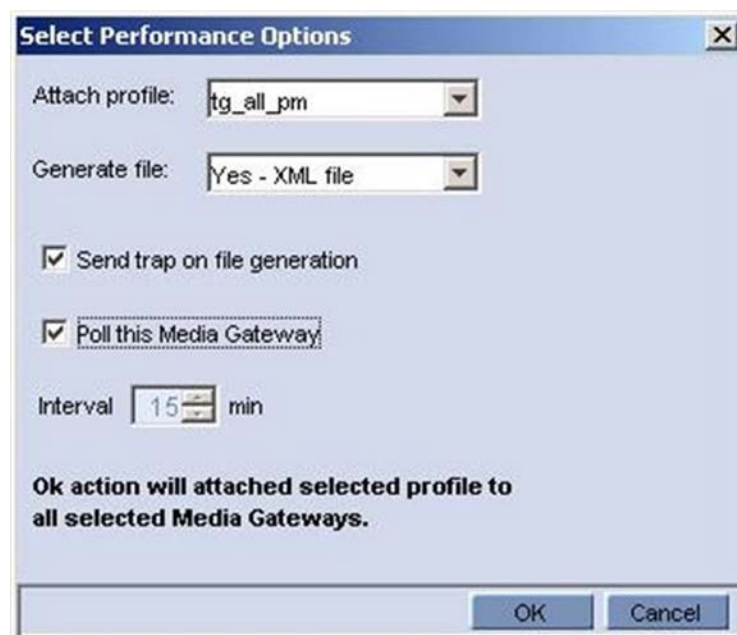 Select Performance Options
Attach profile: tg_all_pm
Generate file: Yes - XML file
Send trap on file generation
Poll this Media Gateway
Interval 15 min
Ok action will attached selected profile to
all selected Media Gateways.
OK Cancel